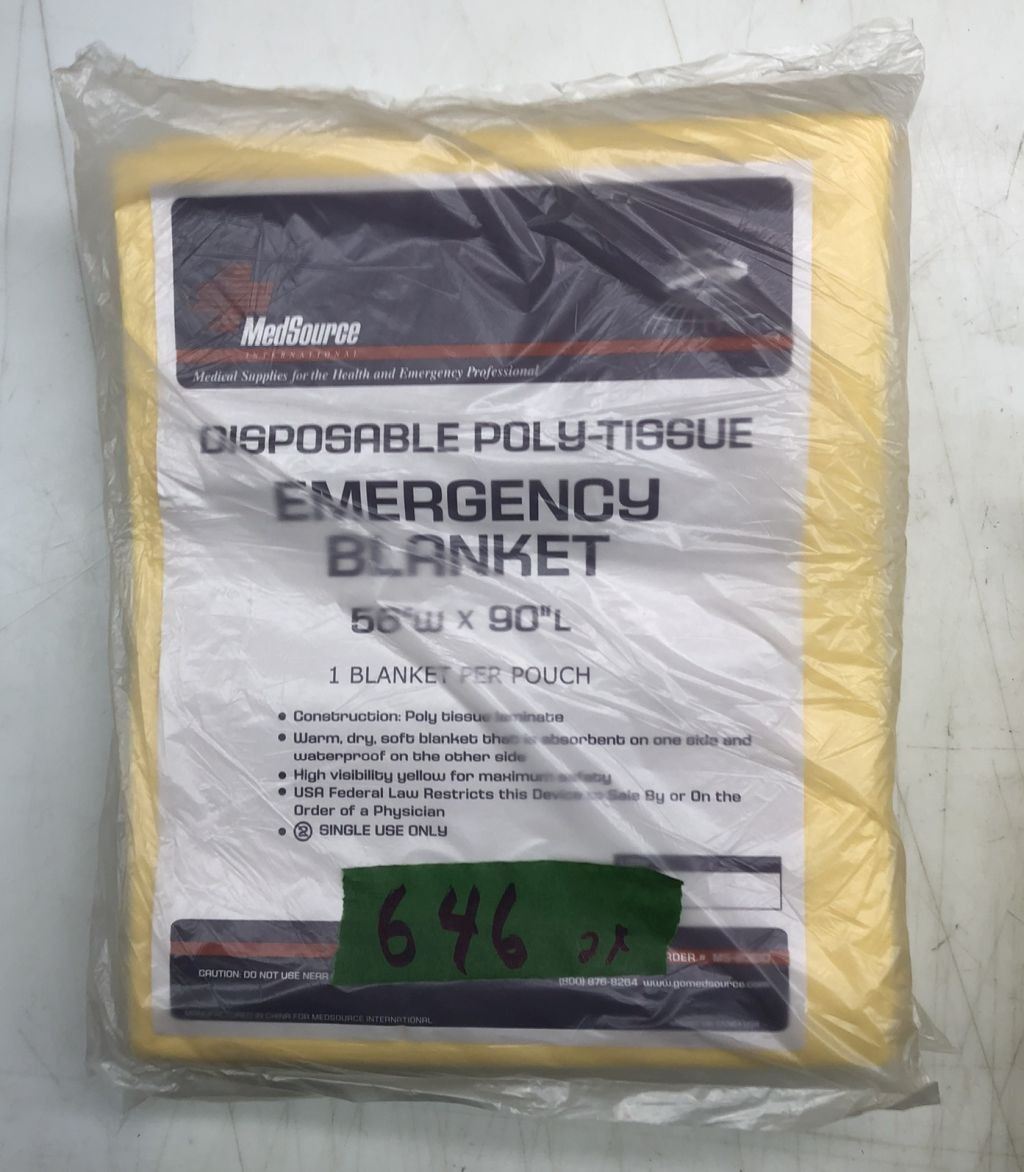 MedSource
INTERNATIONAL
Medical Supplies for the Health and Emergency Professional
DISPOSABLE POLY-TISSUE
EMERGENCY
BLANKET
56"W x 90"L
1 BLANKET PER POUCH
• Construction: Poly tissue laminate
• Warm, dry, soft blanket that is absorbent on one side and
waterproof on the other side
• High visibility yellow for maximum safety
• USA Federal Law Restricts this Device to Sale By or On the
Order of a Physician
• ② SINGLE USE ONLY
646 2x
CAUTION: DO NOT USE NEAR
(800) 876-8264 www.gomedsource.com
MANUFACTURED IN CHINA FOR MEDSOURCE INTERNATIONAL